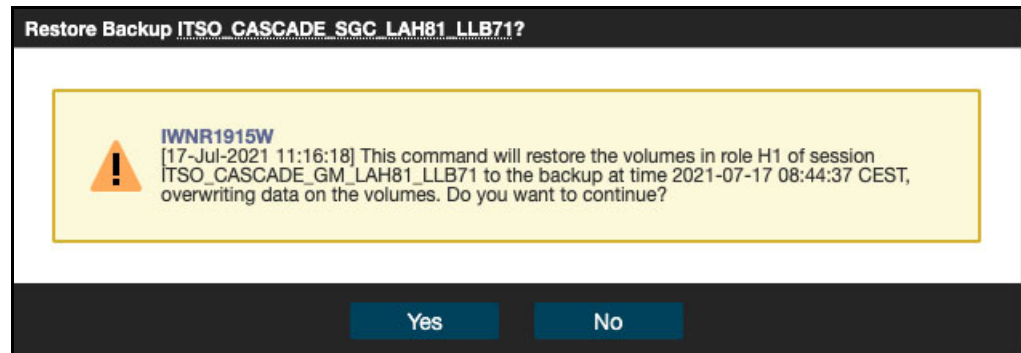 Restore Backup ITSO_CASCADE_SGC_LAH81_LLB71?
IWNR1915W
[17-Jul-2021 11:16:18] This command will restore the volumes in role H1 of session
ITSO_CASCADE_GM_LAH81_LLB71 to the backup at time 2021-07-17 08:44:37 CEST,
overwriting data on the volumes. Do you want to continue?
Yes
No